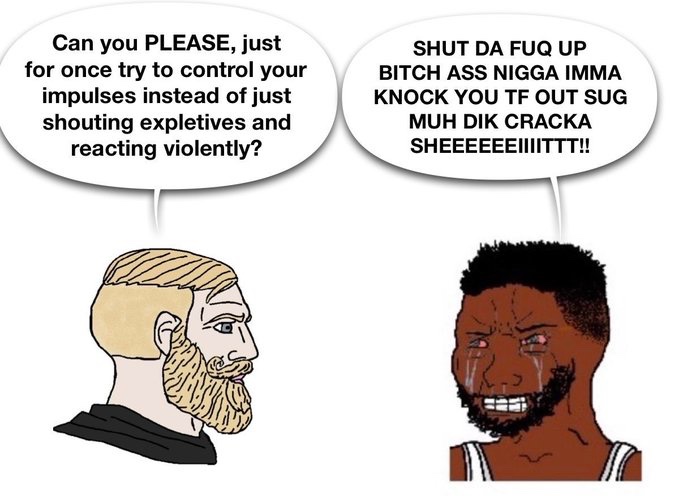 Can you PLEASE, just
for once try to control your
impulses instead of just
shouting expletives and
reacting violently?
SHUT DA FUQ UP
BITCH ASS NIGGA IMMA
KNOCK YOU TF OUT SUG
MUH DIK CRACKA
SHEEEEEEIIIITTT!!